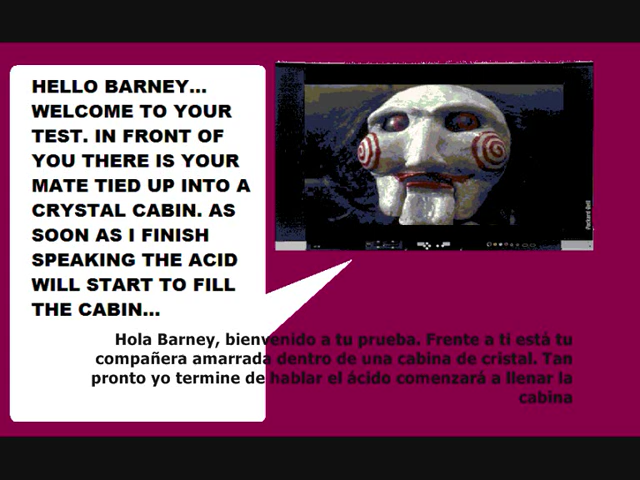 HELLO BARNEY...
WELCOME TO YOUR
TEST. IN FRONT OF
YOU THERE IS YOUR
MATE TIED UP INTO A
CRYSTAL CABIN. AS
SOON AS I FINISH
SPEAKING THE ACID
WILL START TO FILL
THE CABIN...
Hola Barney, bienvenido a tu prueba. Frente a ti está tu
compañera amarrada dentro de una cabina de cristal. Tan
pronto yo termine de hablar el ácido comenzará a llenar la
cabina
Packard Bell